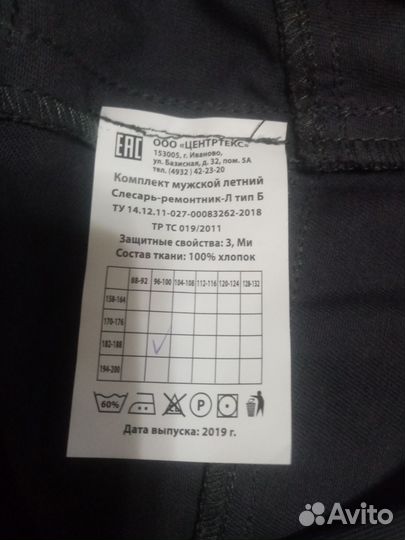 EAC
ООО «ЦЕНТРТЕКС»
153005, г. Иваново,
ул. Базисная, д. 32, пом. 5А
тел. (4932) 42-23-20
Комплект мужской летний
Слесарь-ремонтник-Л тип Б
ТУ 14.12.11-027-00083262-2018
ТР ТС 019/2011
Защитные свойства: З, Ми
Состав ткани: 100% хлопок
88-92 96-100 104-108 112-116 120-124 128-132
158-164
170-176
182-188
194-200
60% CL P
Дата выпуска: 2019 г.
Avito